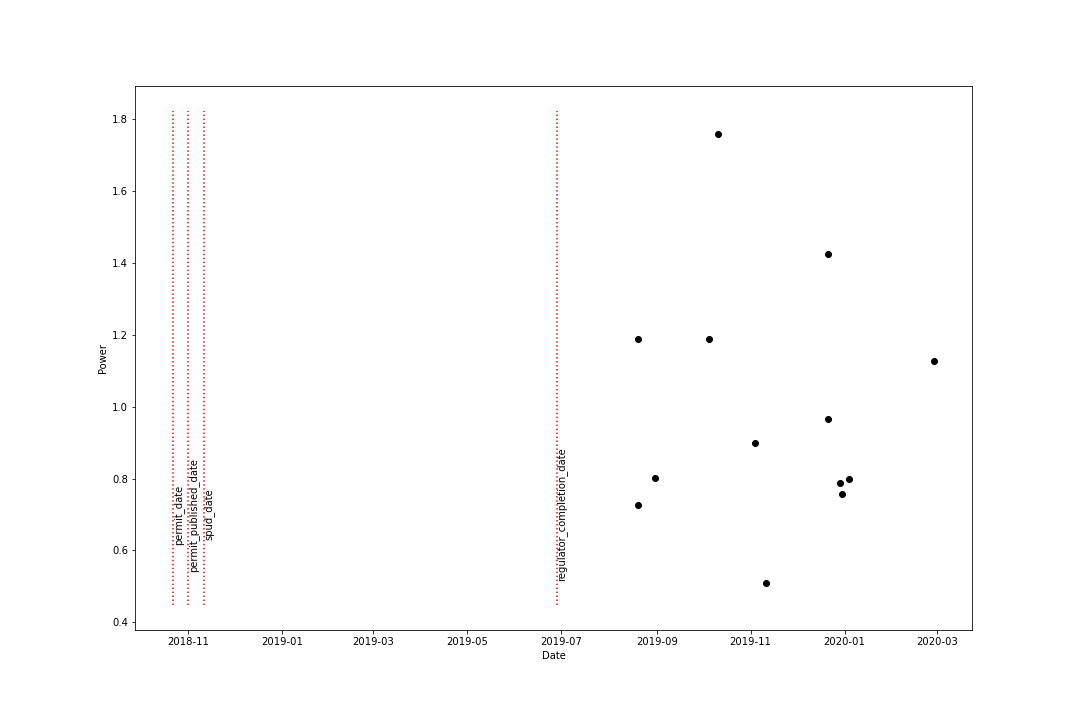 1.8
1.6
1.4
1.2
1.0
0.8
0.6
0.4
Power
permit_date
permit_published_date
spud_date
regulator_completion_date
2018-11 2019-01 2019-03 2019-05 2019-07 2019-09 2019-11 2020-01 2020-03
Date